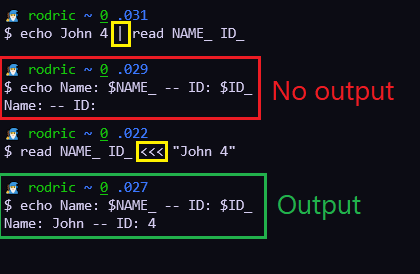 rodric ~ 0 .031
$ echo John 4 | read NAME_ ID_
rodric ~ 0 .029
$ echo Name: $NAME_ -- ID: $ID_
Name: -- ID:
No output
rodric ~ 0 .022
$ read NAME_ ID_ <<< "John 4"
rodric ~ 0 .027
$ echo Name: $NAME_ -- ID: $ID_
Name: John -- ID: 4
Output